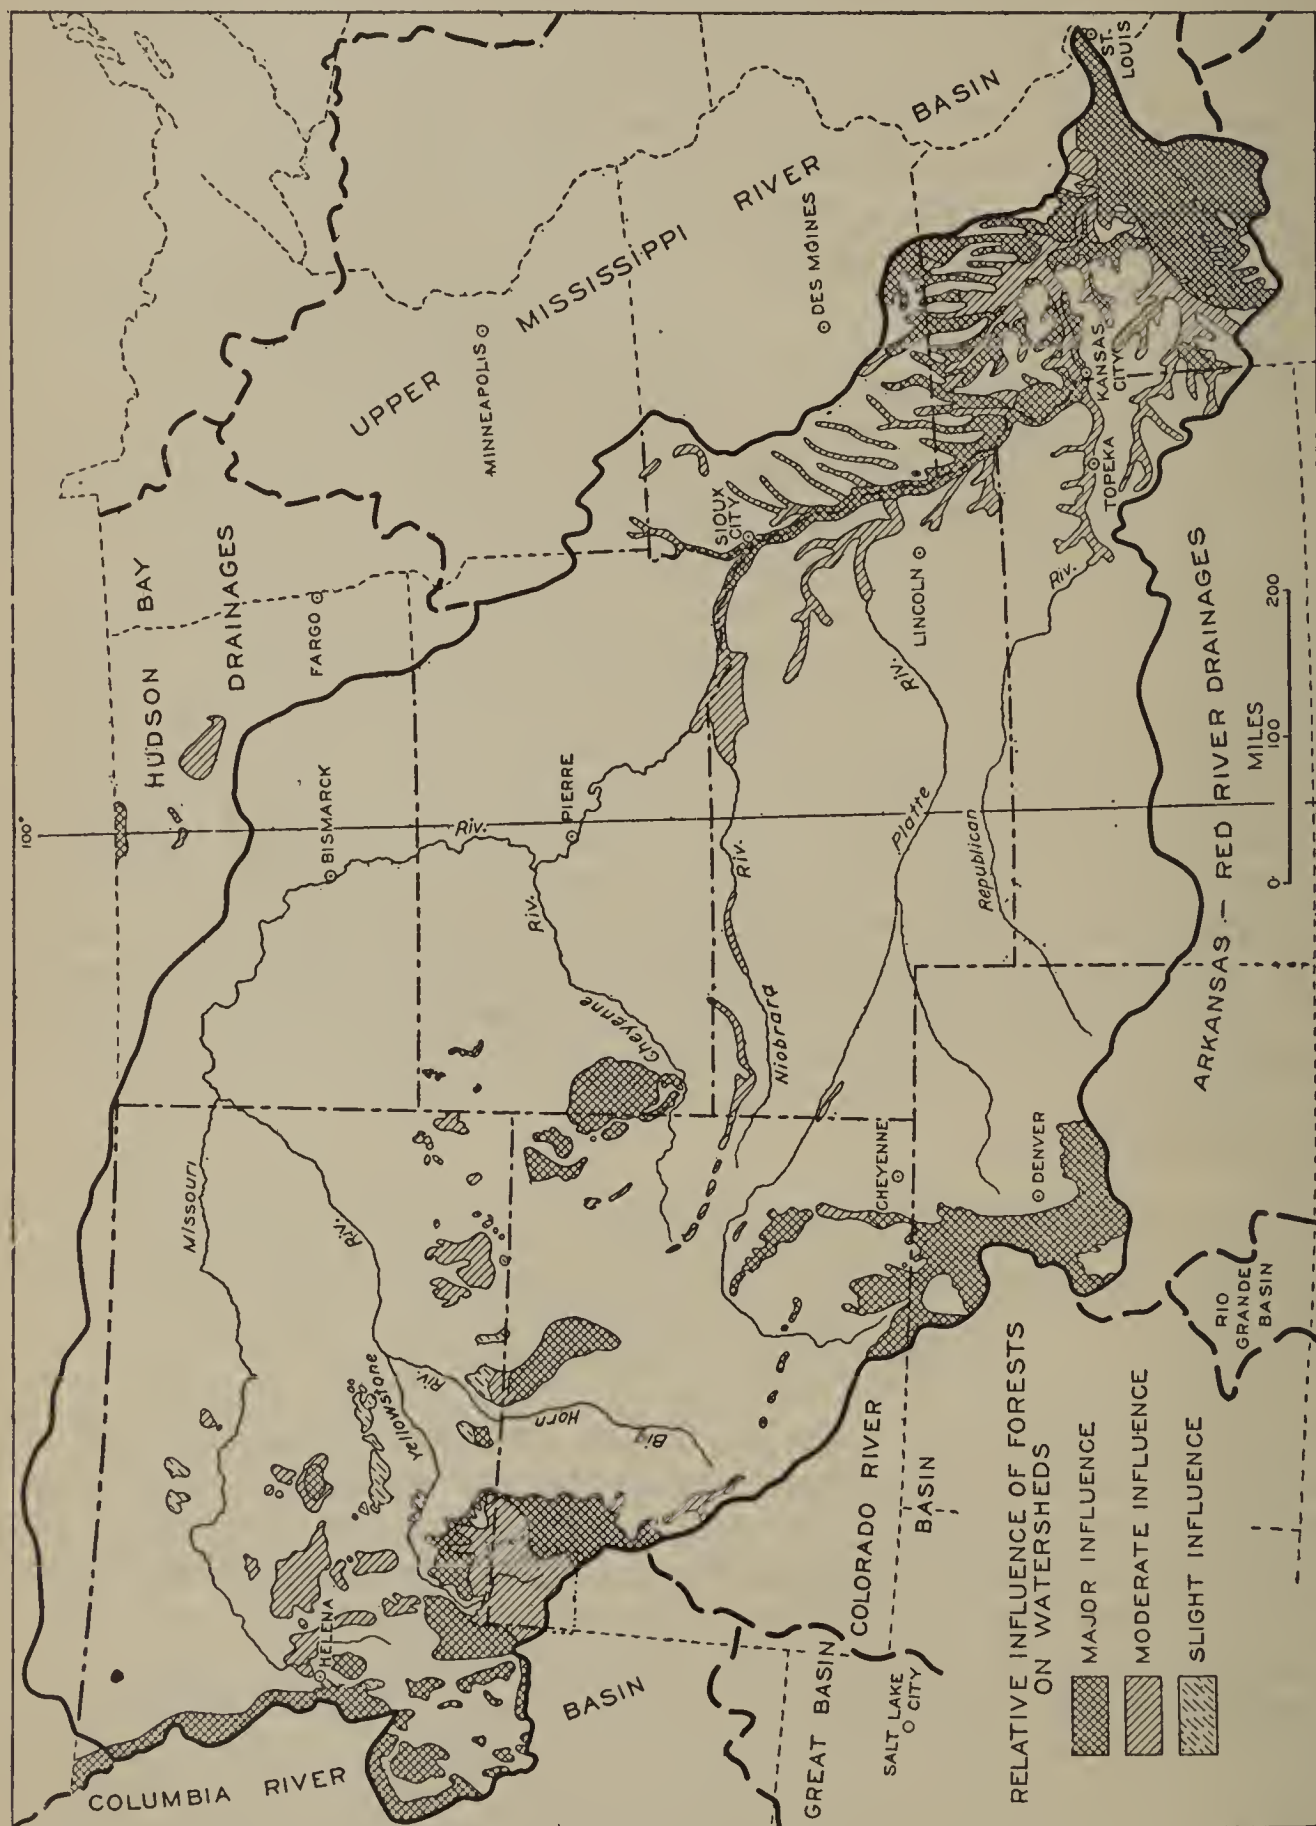 100°
HUDSON BAY
DRAINAGES
UPPER
MISSISSIPPI
RIVER
BASIN
FARGO
MINNEAPOLIS
DES MOINES
ST.
LOUIS
BISMARCK
PIERRE
SIOUX
CITY
LINCOLN
KANSAS
CITY
TOPEKA
Missouri
Riv.
Riv.
Yellowstone
Riv.
Big
Horn
Cheyenne
Riv.
Niobrara
Riv.
Platte
Riv.
Republican
Riv.
HELENA
CHEYENNE
DENVER
SALT LAKE
CITY
COLUMBIA RIVER
BASIN
GREAT BASIN
COLORADO RIVER
BASIN
RIO
GRANDE
BASIN
ARKANSAS — RED RIVER DRAINAGES
MILES
0 100 200
RELATIVE INFLUENCE OF FORESTS
ON WATERSHEDS
MAJOR INFLUENCE
MODERATE INFLUENCE
SLIGHT INFLUENCE